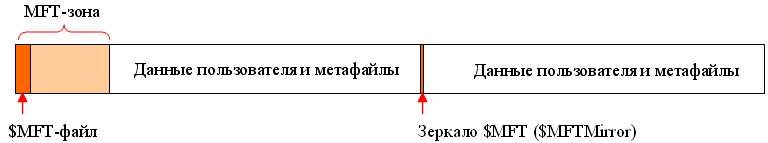 MFT-зона
Данные пользователя и метафайлы
Данные пользователя и метафайлы
$MFT-файл
Зеркало $MFT ($MFTMirror)